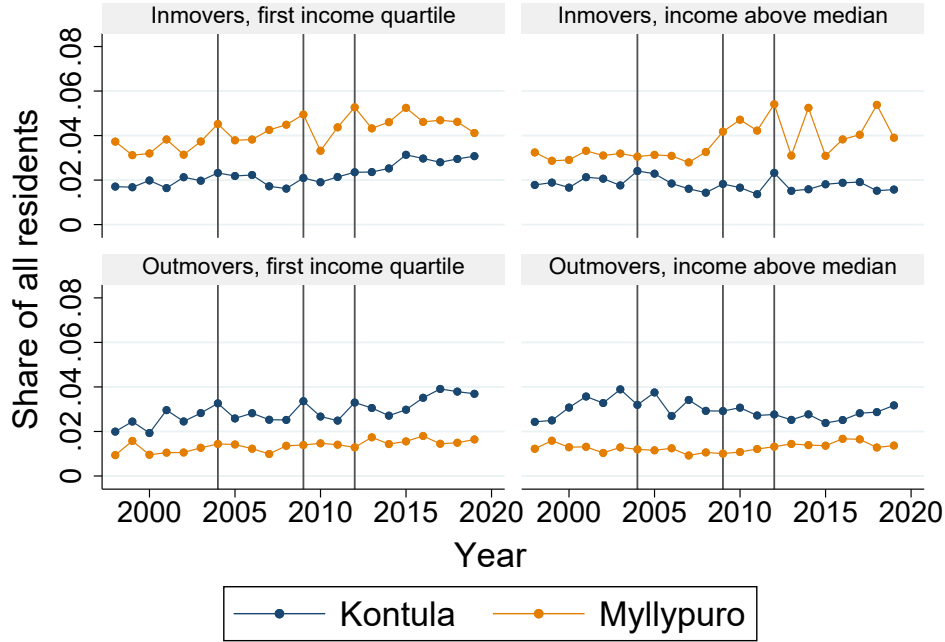 Inmovers, first income quartile
Inmovers, income above median
.08
.06
.04
.02
0
Outmovers, first income quartile
Outmovers, income above median
.08
.06
.04
.02
0
Share of all residents
2000 2005 2010 2015 2020
2000 2005 2010 2015 2020
Year
Kontula
Myllypuro